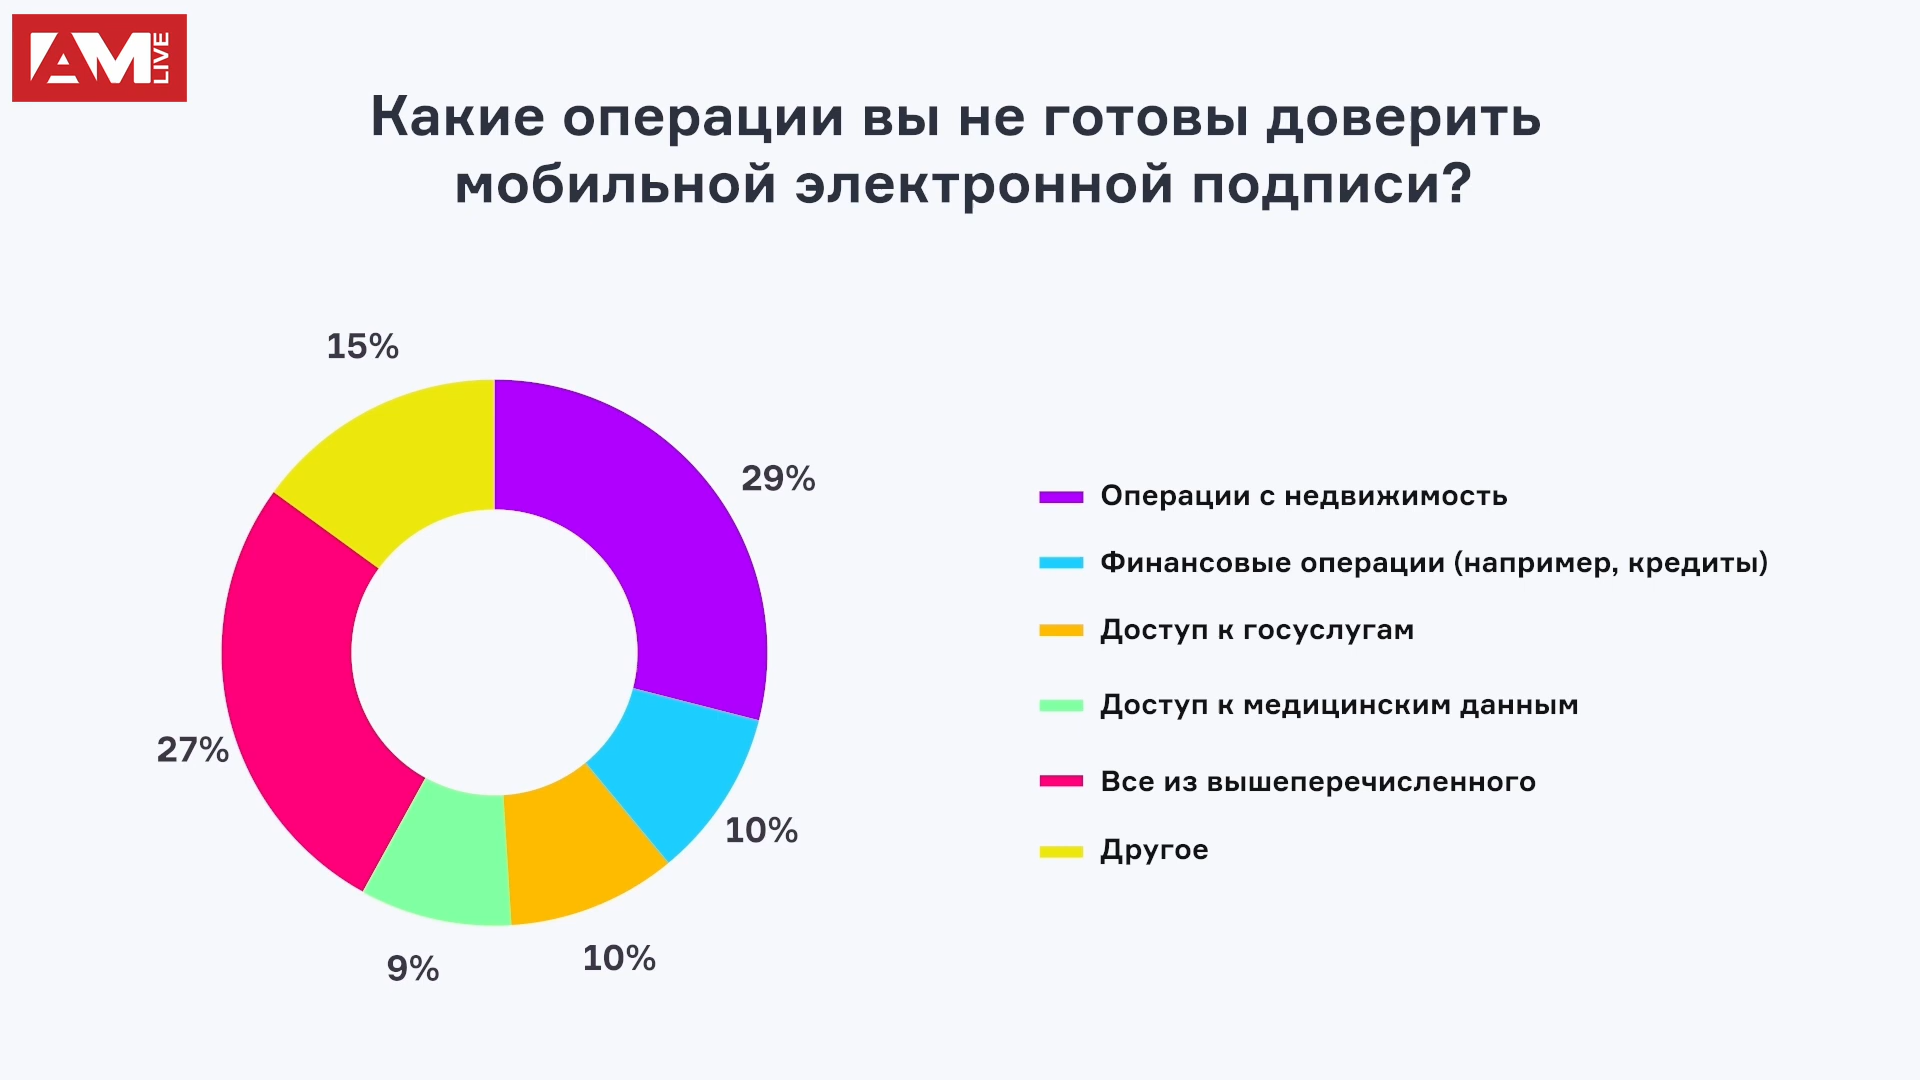 AM LIVE
Какие операции вы не готовы доверить
мобильной электронной подписи?
15%
29%
27%
10%
10%
9%
Операции с недвижимость
Финансовые операции (например, кредиты)
Доступ к госуслугам
Доступ к медицинским данным
Все из вышеперечисленного
Другое